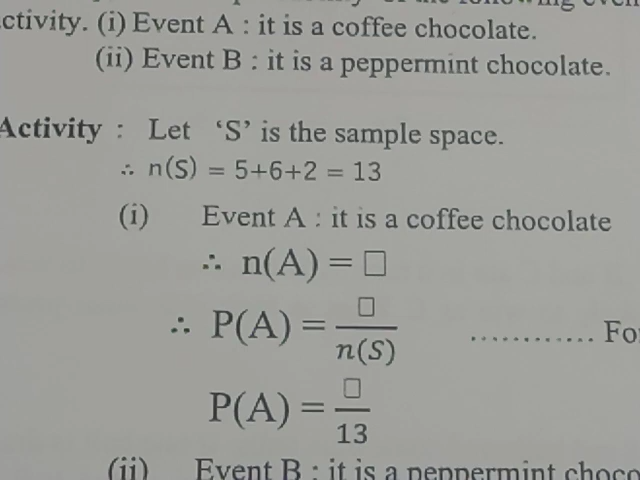 ctivity. (i) Event A : it is a coffee chocolate.
(ii) Event B : it is a peppermint chocolate.
Activity : Let 'S' is the sample space.
∴ n(S) = 5+6+2 = 13
(i) Event A : it is a coffee chocolate
∴ n(A) = □
∴ P(A) = □/n(S) ............ Fo
P(A) = □/13
(ii) Event B : it is a peppermint choco